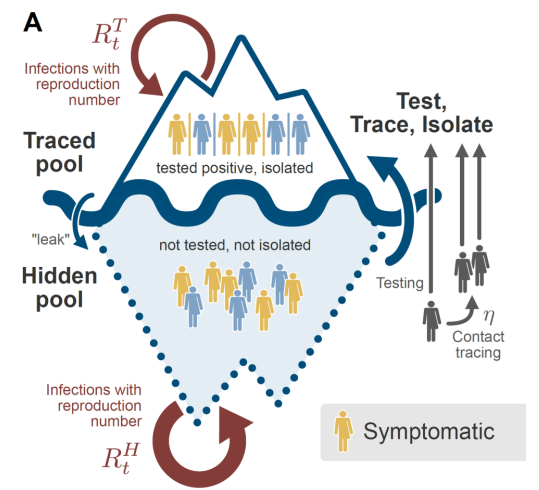 A
R_t^T
Infections with
reproduction
number
Test,
Trace, Isolate
Traced
pool
tested positive, isolated
"leak"
not tested, not isolated
Hidden
pool
Testing
η
Contact
tracing
Infections with
reproduction
number
R_t^H
Symptomatic